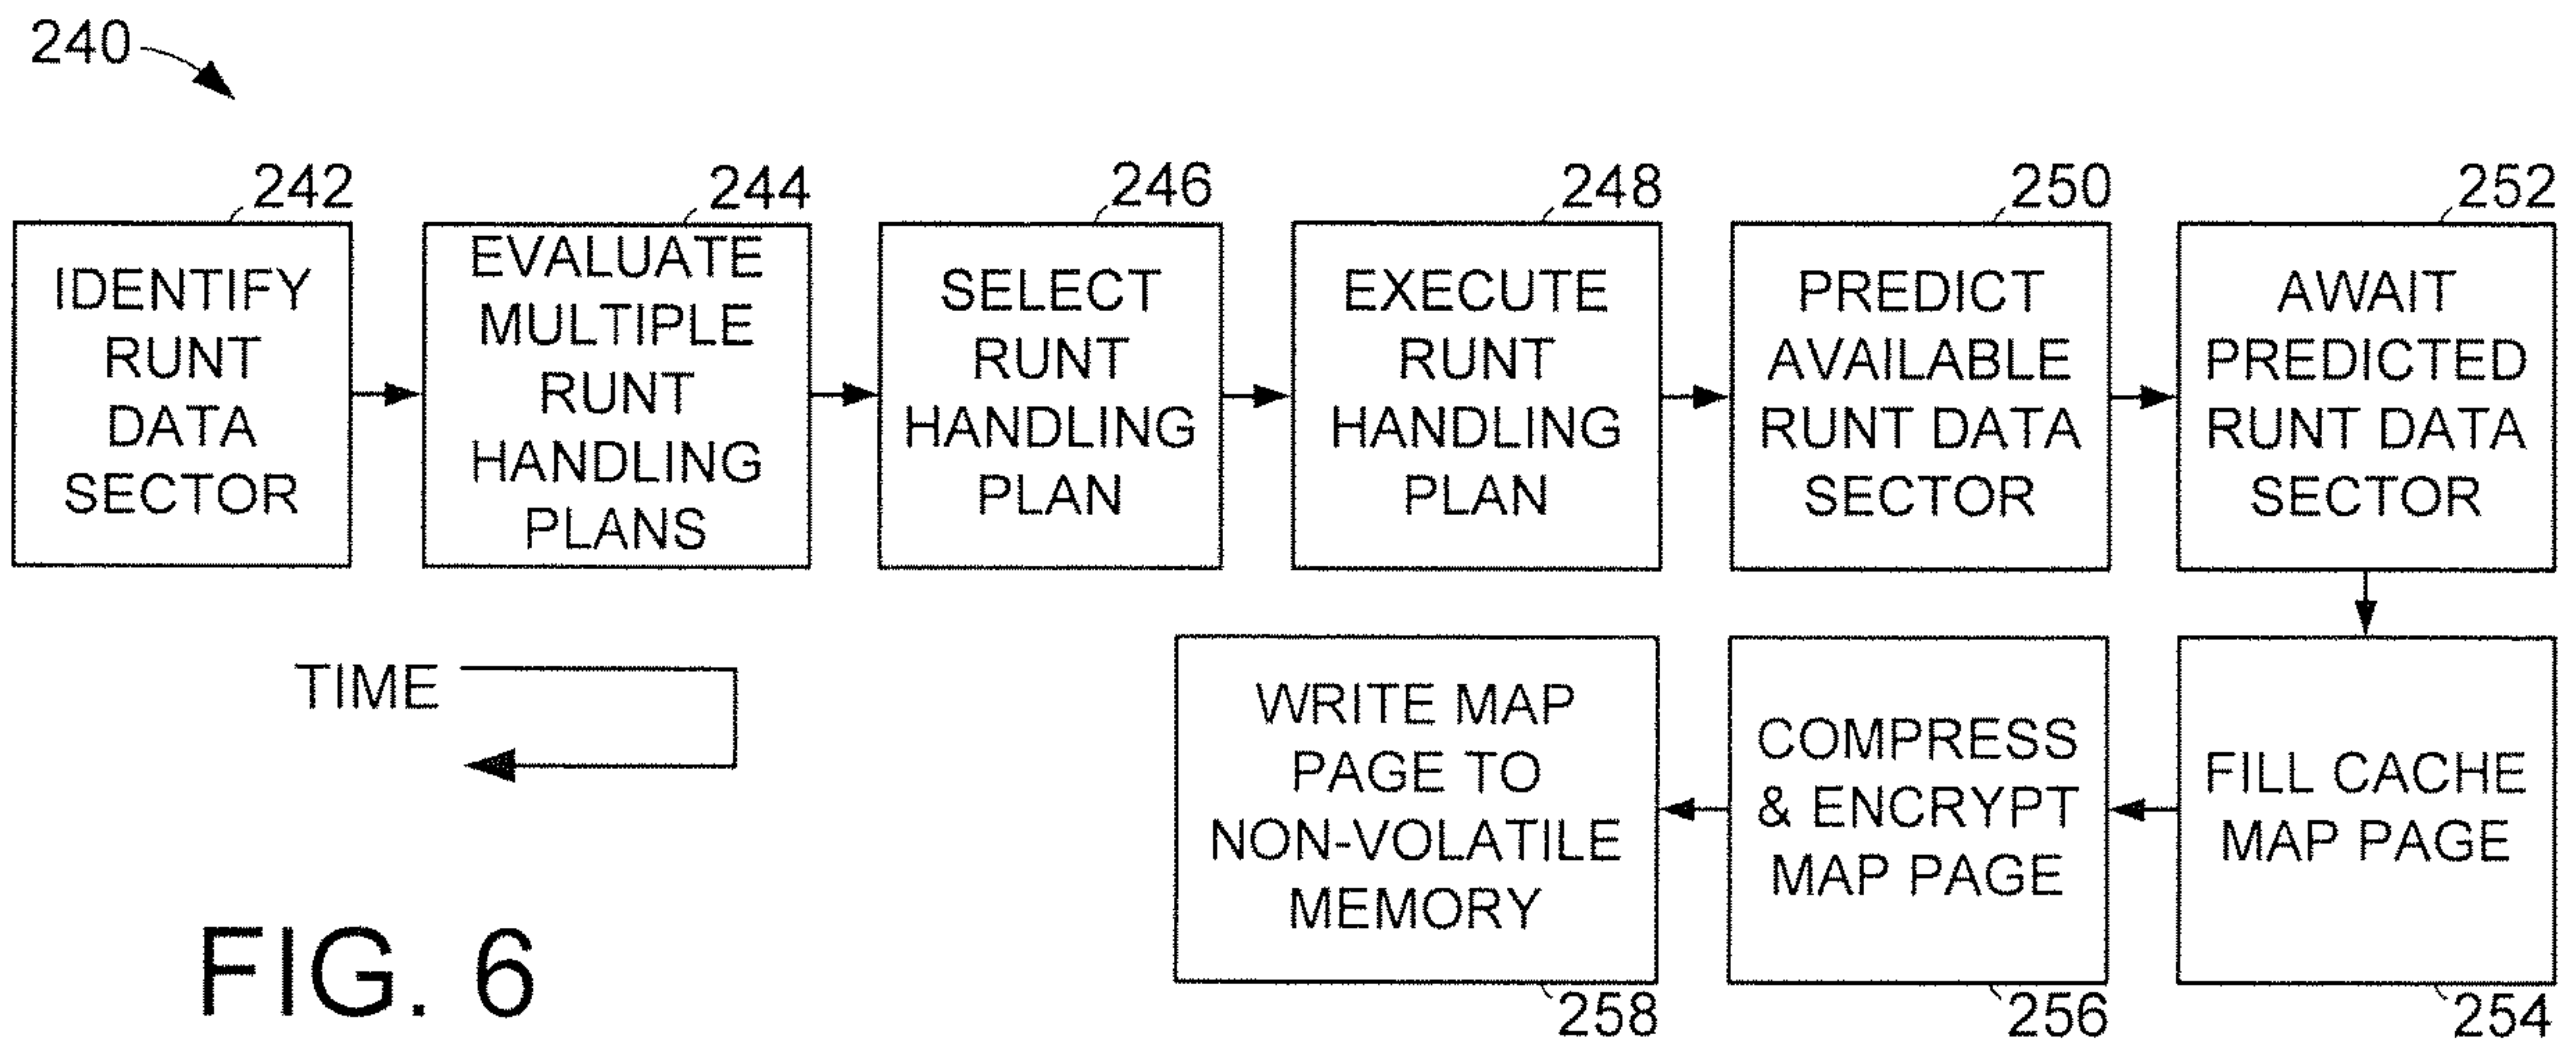 240
242
IDENTIFY
RUNT
DATA
SECTOR
244
EVALUATE
MULTIPLE
RUNT
HANDLING
PLANS
246
SELECT
RUNT
HANDLING
PLAN
248
EXECUTE
RUNT
HANDLING
PLAN
250
PREDICT
AVAILABLE
RUNT DATA
SECTOR
252
AWAIT
PREDICTED
RUNT DATA
SECTOR
TIME
WRITE MAP
PAGE TO
NON-VOLATILE
MEMORY
258
COMPRESS
& ENCRYPT
MAP PAGE
256
FILL CACHE
MAP PAGE
254
FIG. 6